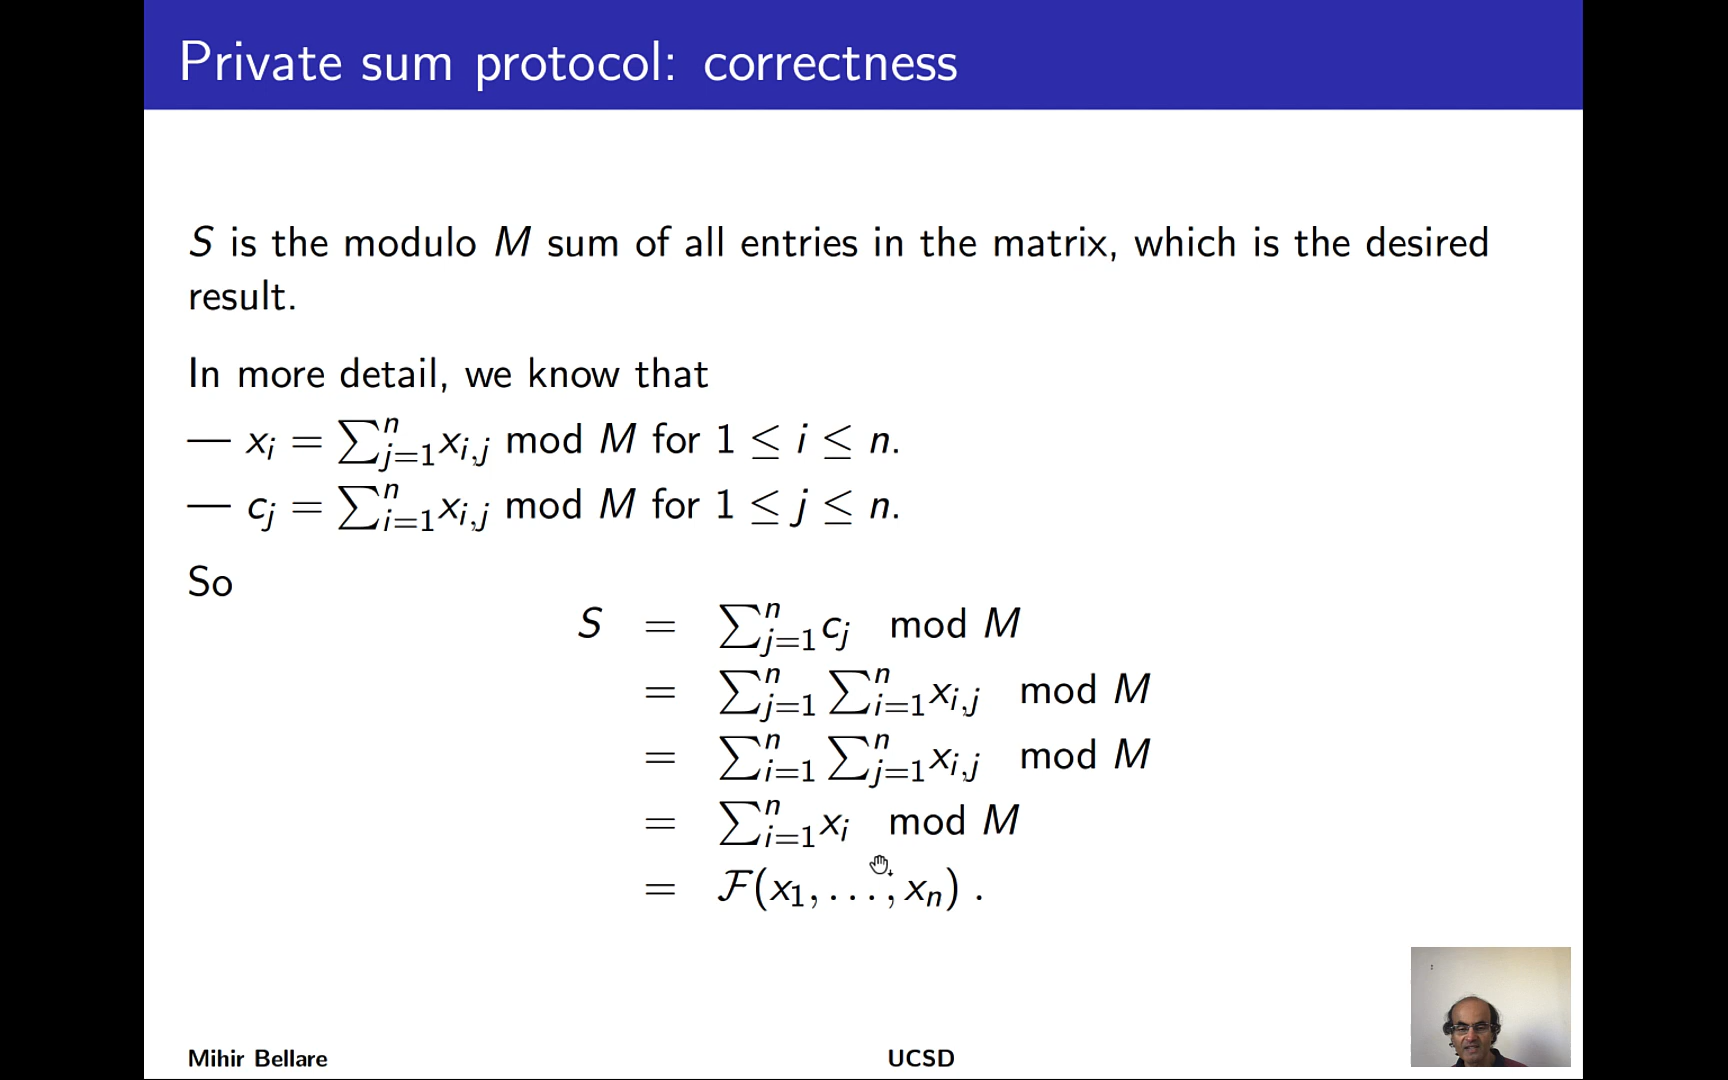 Private sum protocol: correctness
S is the modulo M sum of all entries in the matrix, which is the desired
result.
In more detail, we know that
— x_i = ∑_{j=1}^n x_{i,j} mod M for 1 ≤ i ≤ n.
— c_j = ∑_{i=1}^n x_{i,j} mod M for 1 ≤ j ≤ n.
So
S = ∑_{j=1}^n c_j mod M
= ∑_{j=1}^n ∑_{i=1}^n x_{i,j} mod M
= ∑_{i=1}^n ∑_{j=1}^n x_{i,j} mod M
= ∑_{i=1}^n x_i mod M
= ℱ(x_1, . . . , x_n) .
Mihir Bellare UCSD